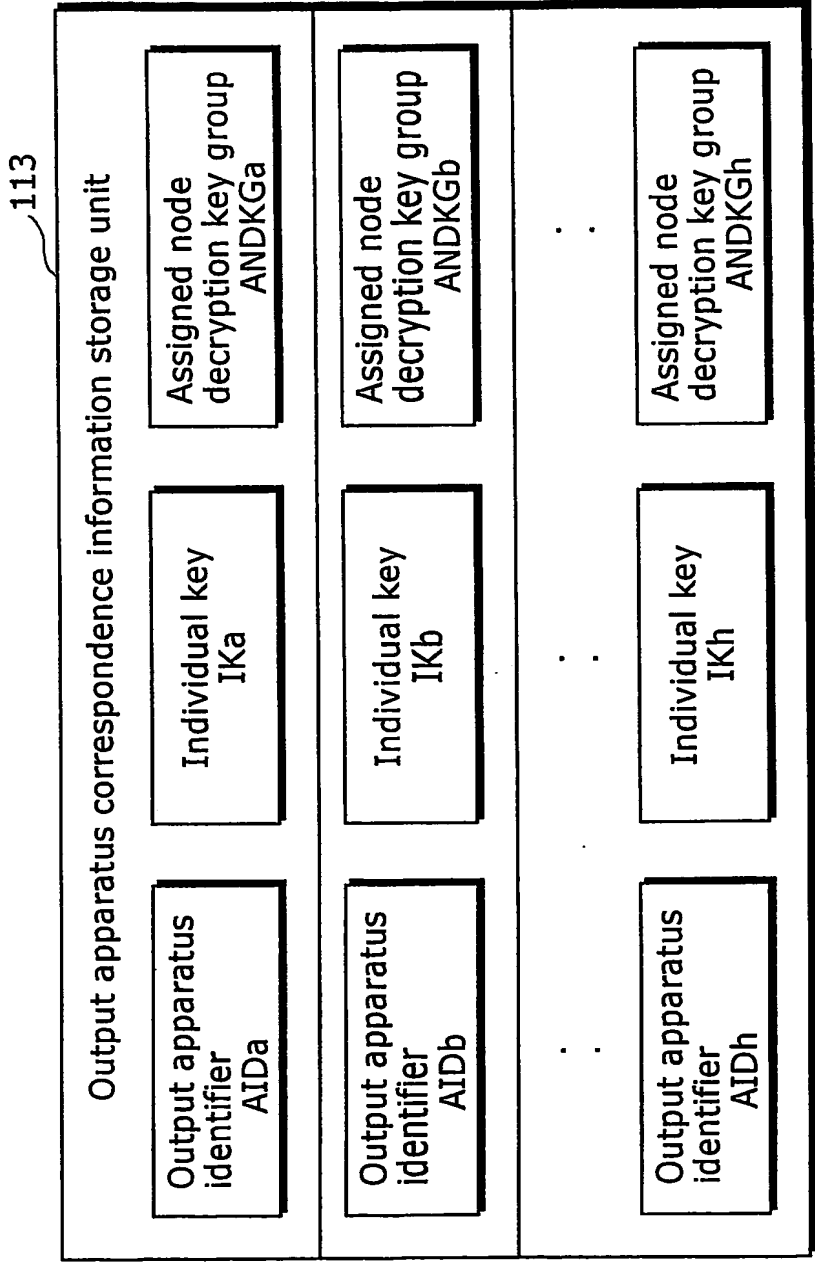 113
Output apparatus correspondence information storage unit
Output apparatus
identifier
AIDa
Individual key
IKa
Assigned node
decryption key group
ANDKGa
Output apparatus
identifier
AIDb
Individual key
IKb
Assigned node
decryption key group
ANDKGb
Output apparatus
identifier
AIDh
Individual key
IKh
Assigned node
decryption key group
ANDKGh